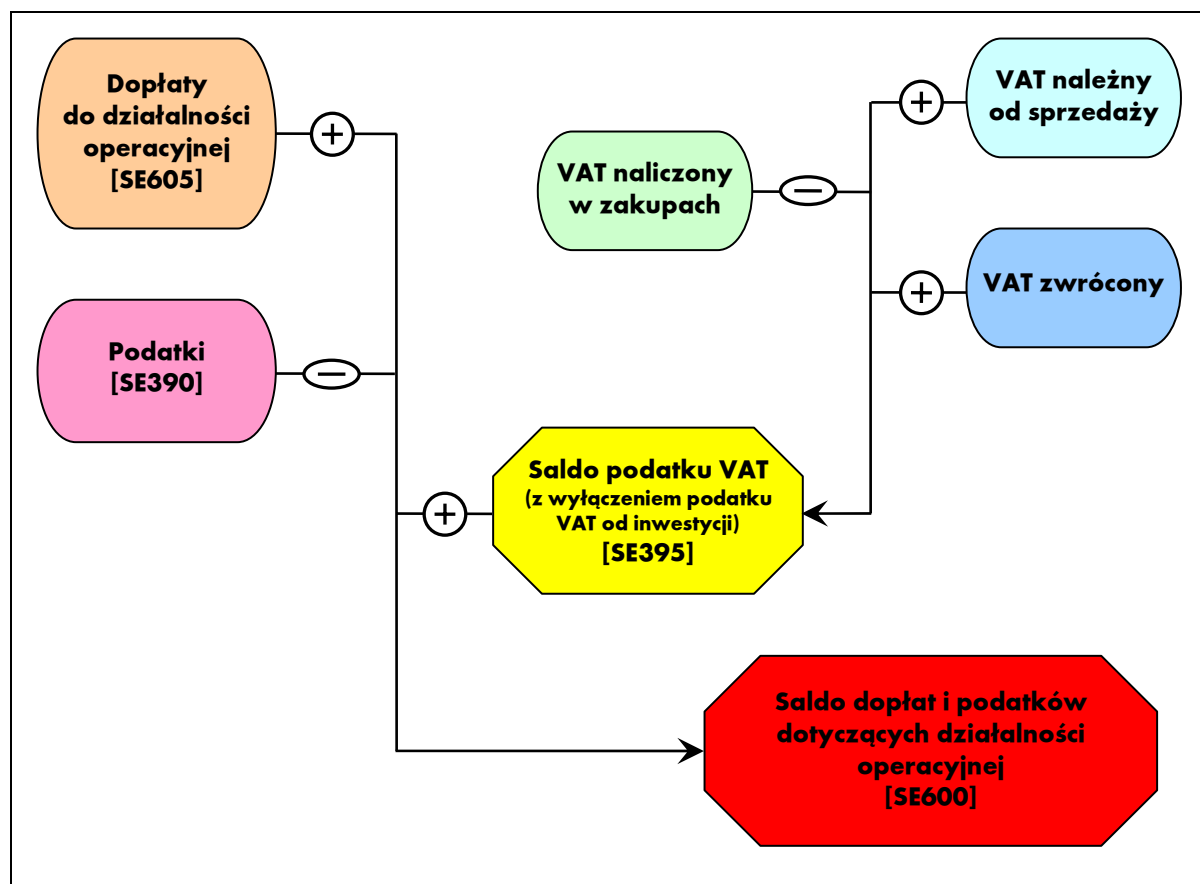 Dopłaty
do działalności
operacyjnej
[SE605]
+
VAT należny
od sprzedaży
+
VAT naliczony
w zakupach
−
VAT zwrócony
+
Podatki
[SE390]
−
Saldo podatku VAT
(z wyłączeniem podatku
VAT od inwestycji)
[SE395]
+
Saldo dopłat i podatków
dotyczących działalności
operacyjnej
[SE600]